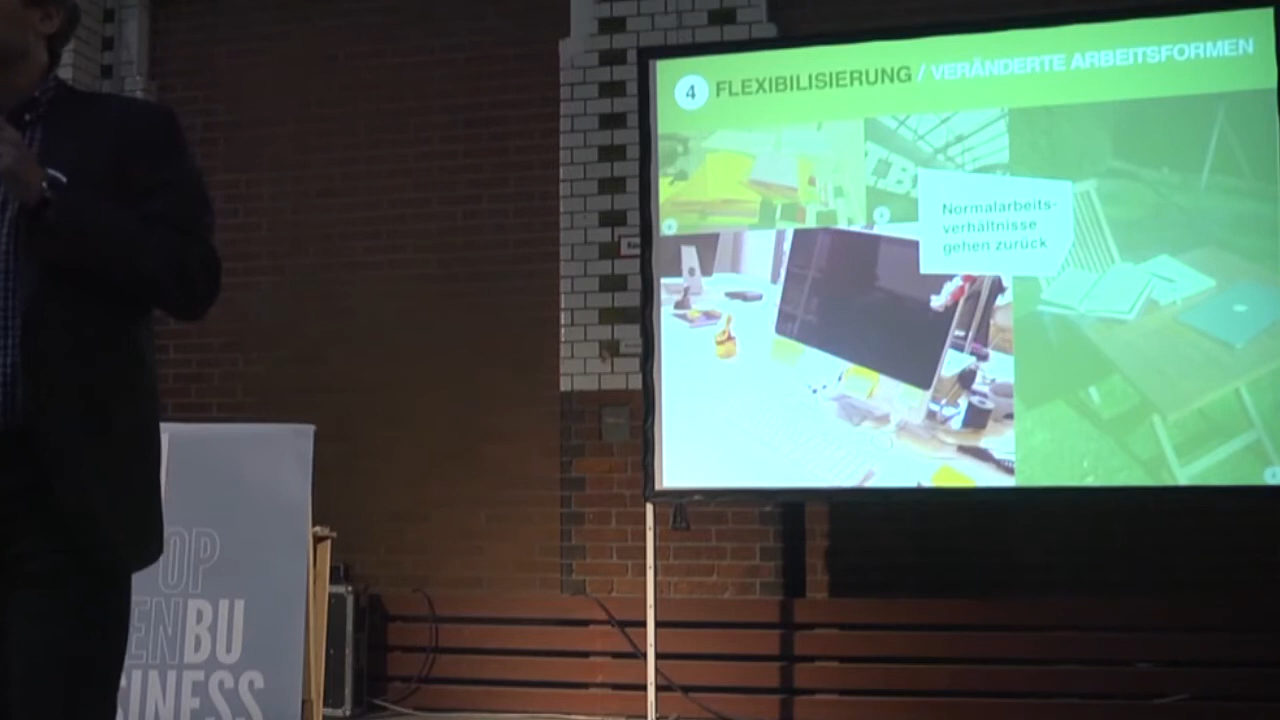 4 FLEXIBILISIERUNG / VERÄNDERTE ARBEITSFORMEN
Normalarbeits-
verhältnisse
gehen zurück
OP
ENBU
SINESS